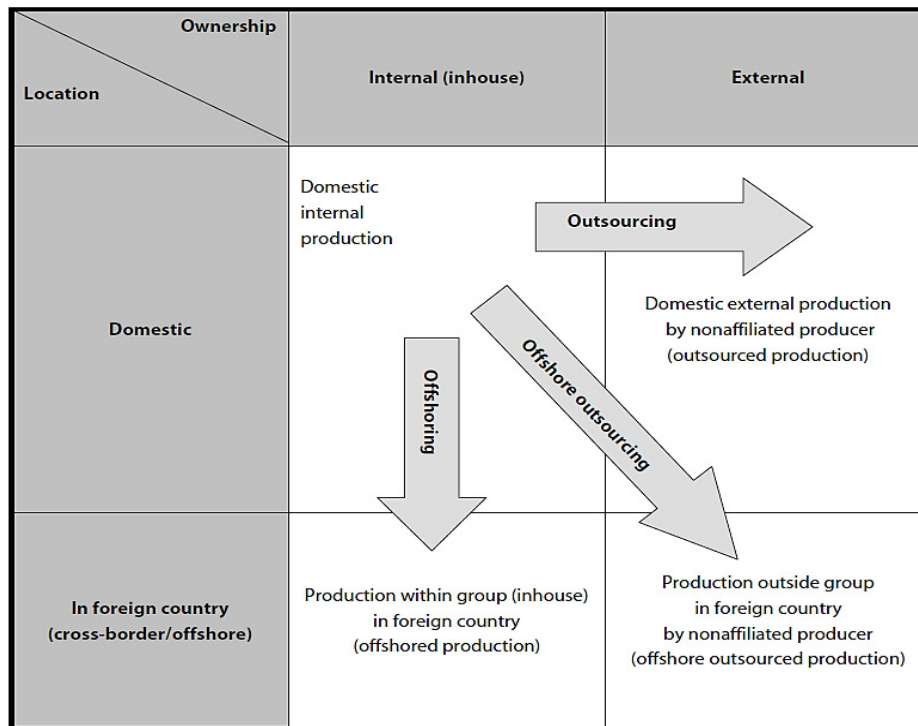 Ownership
Location
Internal (inhouse)
External
Domestic
Domestic
internal
production
Outsourcing
Domestic external production
by nonaffiliated producer
(outsourced production)
Offshoring
Offshore outsourcing
In foreign country
(cross-border/offshore)
Production within group (inhouse)
in foreign country
(offshored production)
Production outside group
in foreign country
by nonaffiliated producer
(offshore outsourced production)